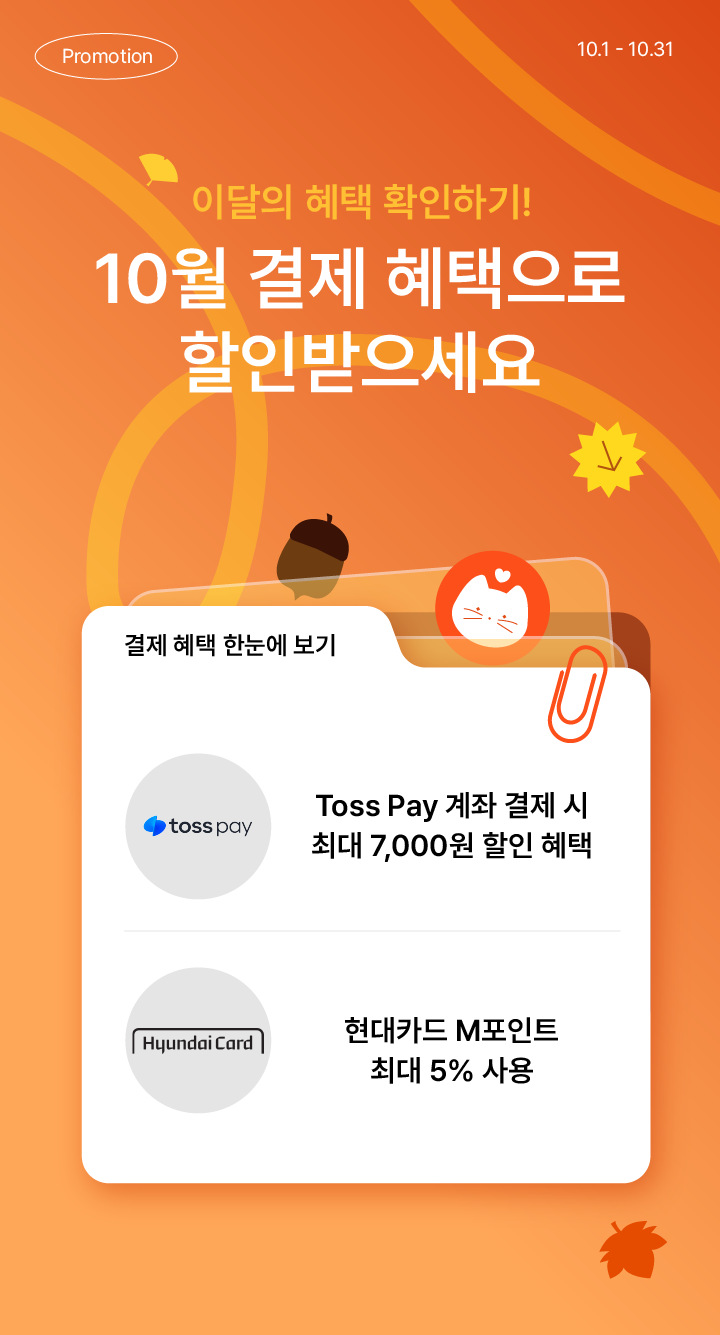 Promotion
10.1 - 10.31
이달의 혜택 확인하기!
10월 결제 혜택으로
할인받으세요
결제 혜택 한눈에 보기
toss pay
Toss Pay 계좌 결제 시
최대 7,000원 할인 혜택
Hyundai Card
현대카드 M포인트
최대 5% 사용